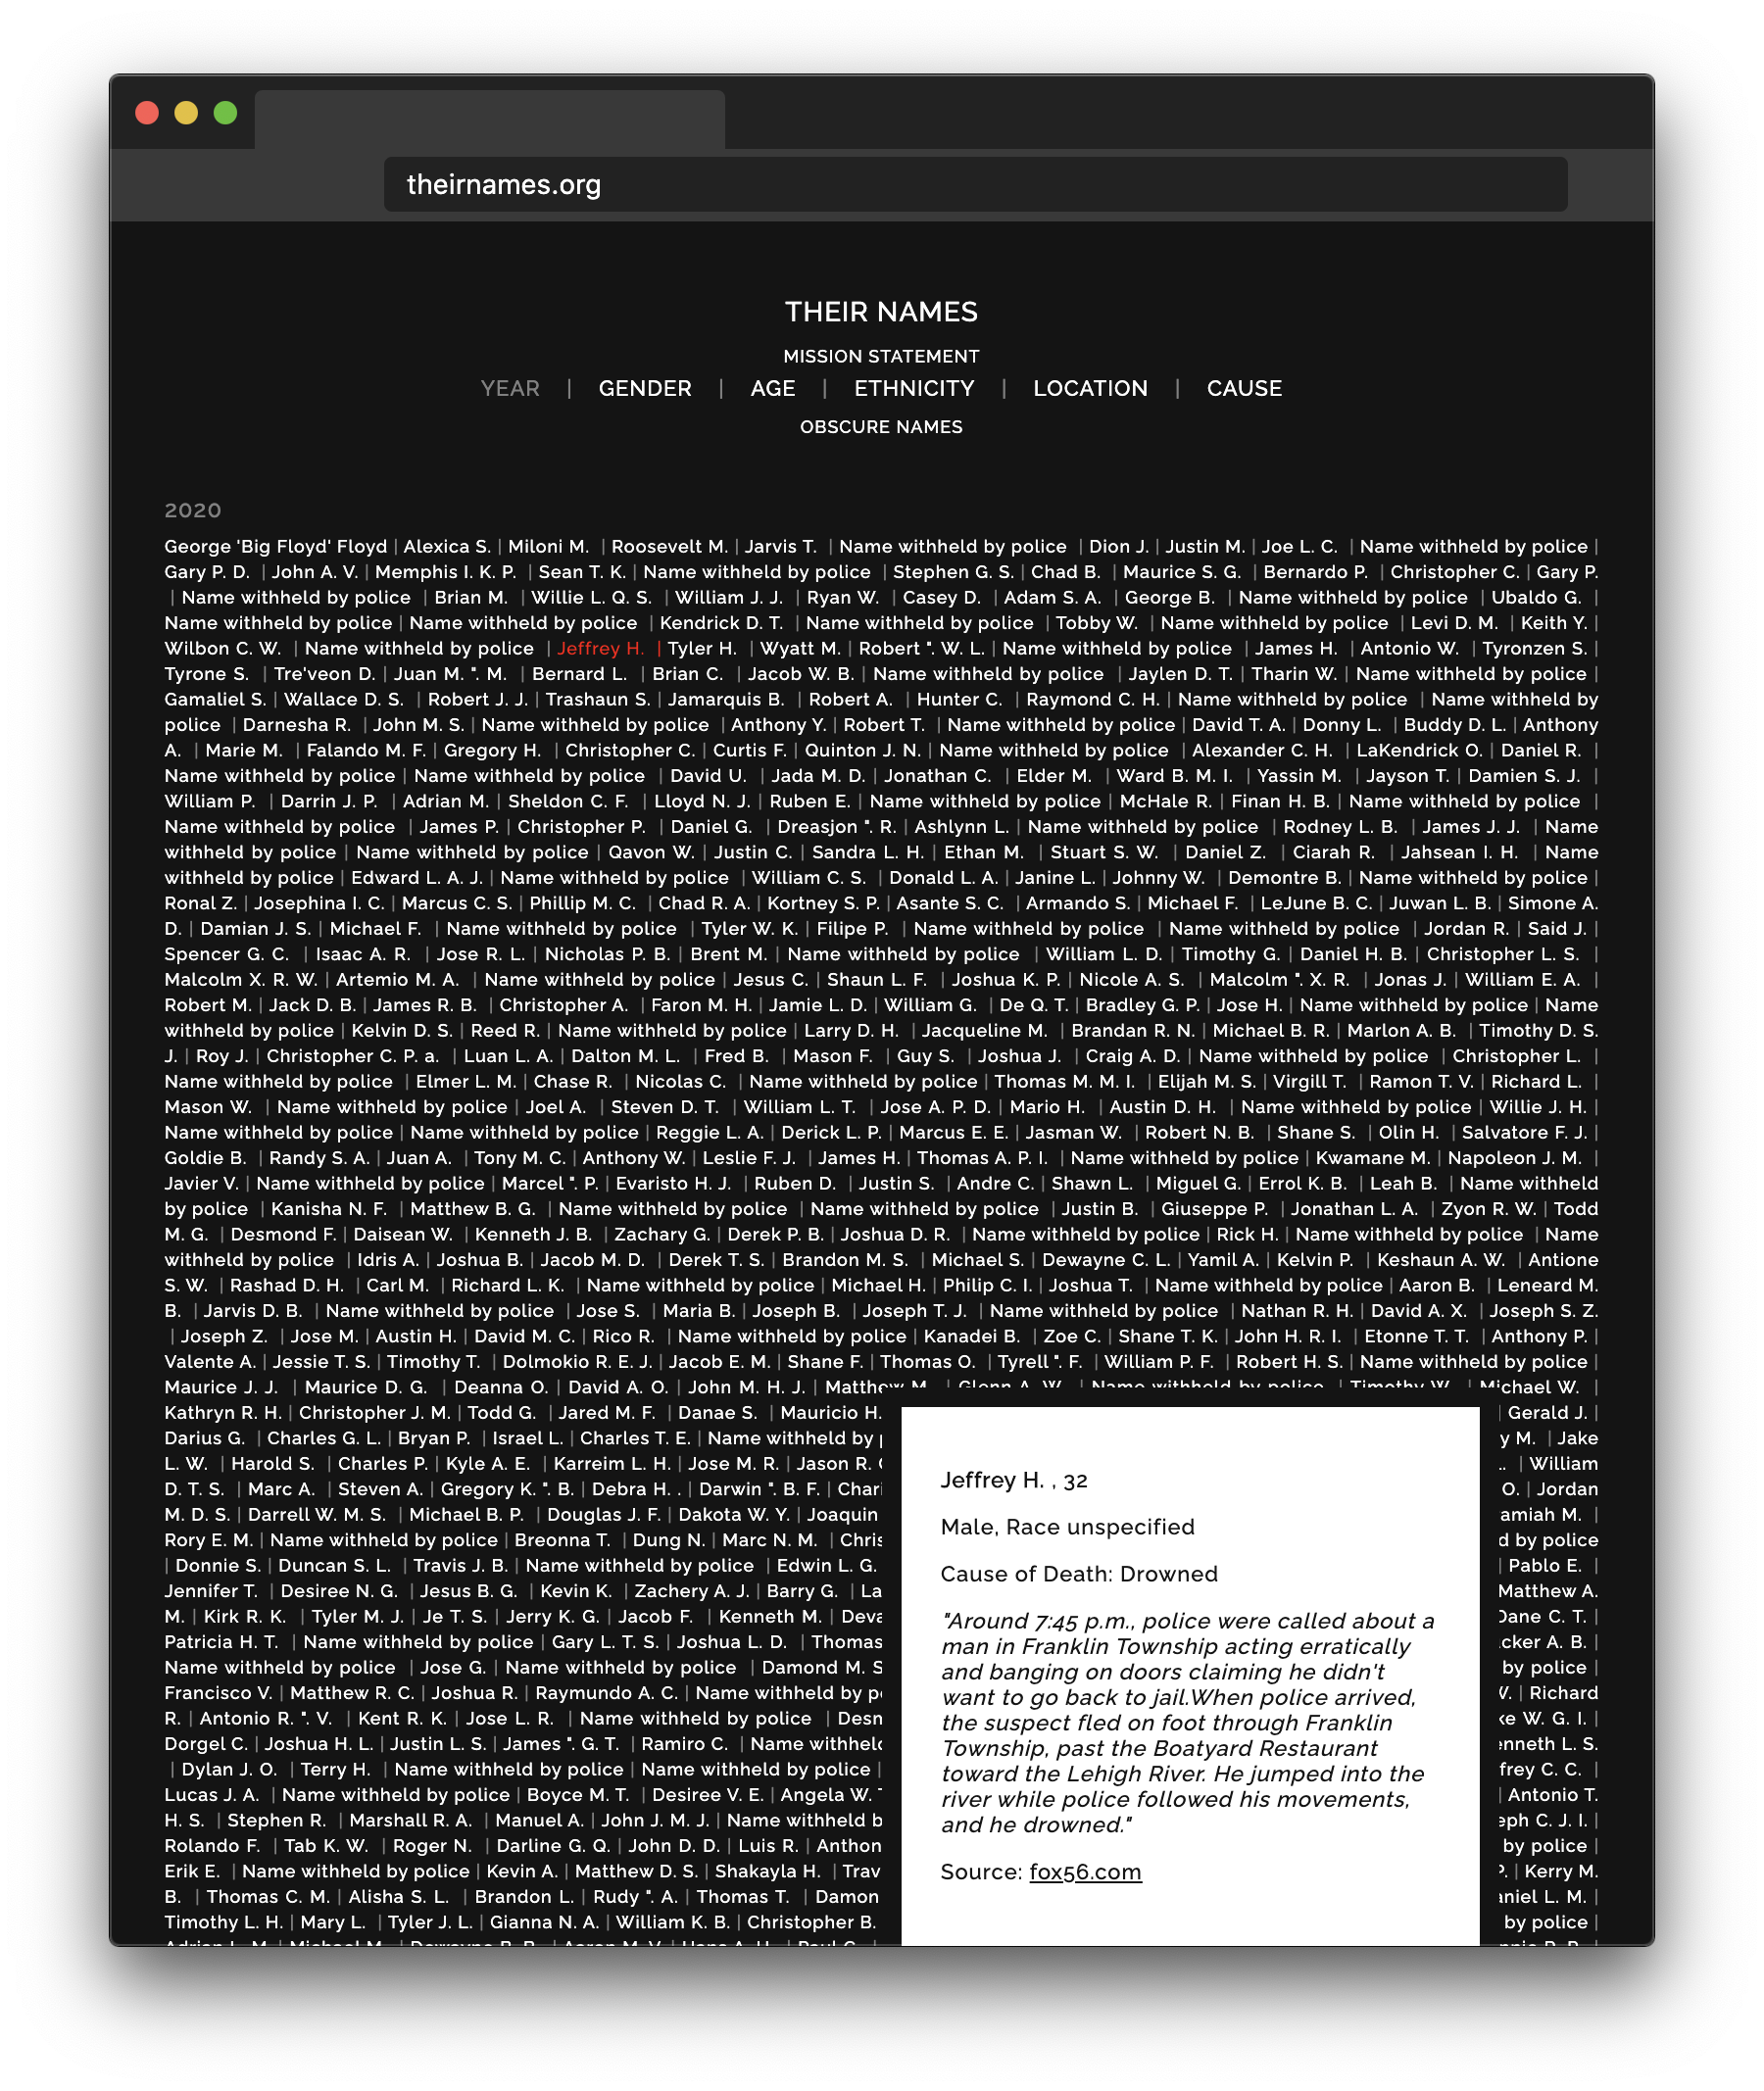 theirnames.org
THEIR NAMES
MISSION STATEMENT
YEAR | GENDER | AGE | ETHNICITY | LOCATION | CAUSE
OBSCURE NAMES
2020
George 'Big Floyd' Floyd | Alexica S. | Miloni M. | Roosevelt M. | Jarvis T. | Name withheld by police | Dion J. | Justin M. | Joe L. C. | Name withheld by police |
Gary P. D. | John A. V. | Memphis I. K. P. | Sean T. K. | Name withheld by police | Stephen G. S. | Chad B. | Maurice S. G. | Bernardo P. | Christopher C. | Gary P.
| Name withheld by police | Brian M. | Willie L. Q. S. | William J. J. | Ryan W. | Casey D. | Adam S. A. | George B. | Name withheld by police | Ubaldo G. |
Name withheld by police | Name withheld by police | Kendrick D. T. | Name withheld by police | Tobby W. | Name withheld by police | Levi D. M. | Keith Y. |
Wilbon C. W. | Name withheld by police | Jeffrey H. | Tyler H. | Wyatt M. | Robert ". W. L. | Name withheld by police | James H. | Antonio W. | Tyronzen S. |
Tyrone S. | Tre'veon D. | Juan M. ". M. | Bernard L. | Brian C. | Jacob W. B. | Name withheld by police | Jaylen D. T. | Tharin W. | Name withheld by police |
Gamaliel S. | Wallace D. S. | Robert J. J. | Trashaun S. | Jamarquis B. | Robert A. | Hunter C. | Raymond C. H. | Name withheld by police | Name withheld by
police | Darnesha R. | John M. S. | Name withheld by police | Anthony Y. | Robert T. | Name withheld by police | David T. A. | Donny L. | Buddy D. L. | Anthony
A. | Marie M. | Falando M. F. | Gregory H. | Christopher C. | Curtis F. | Quinton J. N. | Name withheld by police | Alexander C. H. | LaKendrick O. | Daniel R. |
Name withheld by police | Name withheld by police | David U. | Jada M. D. | Jonathan C. | Elder M. | Ward B. M. I. | Yassin M. | Jayson T. | Damien S. J. |
William P. | Darrin J. P. | Adrian M. | Sheldon C. F. | Lloyd N. J. | Ruben E. | Name withheld by police | McHale R. | Finan H. B. | Name withheld by police |
Name withheld by police | James P. | Christopher P. | Daniel G. | Dreasjon ". R. | Ashlynn L. | Name withheld by police | Rodney L. B. | James J. J. | Name
withheld by police | Name withheld by police | Qavon W. | Justin C. | Sandra L. H. | Ethan M. | Stuart S. W. | Daniel Z. | Ciarah R. | Jahsean I. H. | Name
withheld by police | Edward L. A. J. | Name withheld by police | William C. S. | Donald L. A. | Janine L. | Johnny W. | Demontre B. | Name withheld by police |
Ronal Z. | Josephina I. C. | Marcus C. S. | Phillip M. C. | Chad R. A. | Kortney S. P. | Asante S. C. | Armando S. | Michael F. | LeJune B. C. | Juwan L. B. | Simone A.
D. | Damian J. S. | Michael F. | Name withheld by police | Tyler W. K. | Filipe P. | Name withheld by police | Name withheld by police | Jordan R. | Said J. |
Spencer G. C. | Isaac A. R. | Jose R. L. | Nicholas P. B. | Brent M. | Name withheld by police | William L. D. | Timothy G. | Daniel H. B. | Christopher L. S. |
Malcolm X. R. W. | Artemio M. A. | Name withheld by police | Jesus C. | Shaun L. F. | Joshua K. P. | Nicole A. S. | Malcolm ". X. R. | Jonas J. | William E. A. |
Robert M. | Jack D. B. | James R. B. | Christopher A. | Faron M. H. | Jamie L. D. | William G. | De Q. T. | Bradley G. P. | Jose H. | Name withheld by police | Name
withheld by police | Kelvin D. S. | Reed R. | Name withheld by police | Larry D. H. | Jacqueline M. | Brandan R. N. | Michael B. R. | Marlon A. B. | Timothy D. S.
J. | Roy J. | Christopher C. P. a. | Luan L. A. | Dalton M. L. | Fred B. | Mason F. | Guy S. | Joshua J. | Craig A. D. | Name withheld by police | Christopher L. |
Name withheld by police | Elmer L. M. | Chase R. | Nicolas C. | Name withheld by police | Thomas M. M. I. | Elijah M. S. | Virgill T. | Ramon T. V. | Richard L. |
Mason W. | Name withheld by police | Joel A. | Steven D. T. | William L. T. | Jose A. P. D. | Mario H. | Austin D. H. | Name withheld by police | Willie J. H. |
Name withheld by police | Name withheld by police | Reggie L. A. | Derick L. P. | Marcus E. E. | Jasman W. | Robert N. B. | Shane S. | Olin H. | Salvatore F. J. |
Goldie B. | Randy S. A. | Juan A. | Tony M. C. | Anthony W. | Leslie F. J. | James H. | Thomas A. P. I. | Name withheld by police | Kwamane M. | Napoleon J. M. |
Javier V. | Name withheld by police | Marcel ". P. | Evaristo H. J. | Ruben D. | Justin S. | Andre C. | Shawn L. | Miguel G. | Errol K. B. | Leah B. | Name withheld
by police | Kanisha N. F. | Matthew B. G. | Name withheld by police | Name withheld by police | Justin B. | Giuseppe P. | Jonathan L. A. | Zyon R. W. | Todd
M. G. | Desmond F. | Daisean W. | Kenneth J. B. | Zachary G. | Derek P. B. | Joshua D. R. | Name withheld by police | Rick H. | Name withheld by police | Name
withheld by police | Idris A. | Joshua B. | Jacob M. D. | Derek T. S. | Brandon M. S. | Michael S. | Dewayne C. L. | Yamil A. | Kelvin P. | Keshaun A. W. | Antione
S. W. | Rashad D. H. | Carl M. | Richard L. K. | Name withheld by police | Michael H. | Philip C. I. | Joshua T. | Name withheld by police | Aaron B. | Leneard M.
B. | Jarvis D. B. | Name withheld by police | Jose S. | Maria B. | Joseph B. | Joseph T. J. | Name withheld by police | Nathan R. H. | David A. X. | Joseph S. Z.
| Joseph Z. | Jose M. | Austin H. | David M. C. | Rico R. | Name withheld by police | Kanadei B. | Zoe C. | Shane T. K. | John H. R. I. | Etonne T. T. | Anthony P. |
Valente A. | Jessie T. S. | Timothy T. | Dolmokio R. E. J. | Jacob E. M. | Shane F. | Thomas O. | Tyrell ". F. | William P. F. | Robert H. S. | Name withheld by police |
Maurice J. J. | Maurice D. G. | Deanna O. | David A. O. | John M. H. J. | Matthew M. | Glenn A. W. | Name withheld by police | Timothy W. | Michael W. |
Kathryn R. H. | Christopher J. M. | Todd G. | Jared M. F. | Danae S. | Mauricio H. | Gerald J. |
Darius G. | Charles G. L. | Bryan P. | Israel L. | Charles T. E. | Name withheld by M. | Jake
L. W. | Harold S. | Charles P. | Kyle A. E. | Karreim L. H. | Jose M. R. | Jason R. | William
D. T. S. | Marc A. | Steven A. | Gregory K. ". B. | Debra H. . | Darwin ". B. F. | O. | Jordan
M. D. S. | Darrell W. M. S. | Michael B. P. | Douglas J. F. | Dakota W. Y. | Joaquin M. |
Rory E. M. | Name withheld by police | Breonna T. | Dung N. | Marc N. M. | by police
| Donnie S. | Duncan S. L. | Travis J. B. | Name withheld by police | Edwin L. G. | Pablo E. |
Jennifer T. | Desiree N. G. | Jesus B. G. | Kevin K. | Zachery A. J. | Barry G. | Matthew A.
M. | Kirk R. K. | Tyler M. J. | Je T. S. | Jerry K. G. | Jacob F. | Kenneth M. | Dane C. T. |
Patricia H. T. | Name withheld by police | Gary L. T. S. | Joshua L. D. | Thomas A. B. |
Name withheld by police | Jose G. | Name withheld by police | Damond M. by police |
Francisco V. | Matthew R. C. | Joshua R. | Raymundo A. C. | Name withheld by | Richard
R. | Antonio R. ". V. | Kent R. K. | Jose L. R. | Name withheld by police | W. G. I. |
Dorgel C. | Joshua H. L. | Justin L. S. | James ". G. T. | Ramiro C. | Name withheld L. S.
| Dylan J. O. | Terry H. | Name withheld by police | Name withheld by police | C. C. |
Lucas J. A. | Name withheld by police | Boyce M. T. | Desiree V. E. | Angela W. | Antonio T.
H. S. | Stephen R. | Marshall R. A. | Manuel A. | John J. M. J. | Name withheld C. J. I. |
Rolando F. | Tab K. W. | Roger N. | Darline G. Q. | John D. D. | Luis R. | by police |
Erik E. | Name withheld by police | Kevin A. | Matthew D. S. | Shakayla H. | | Kerry M.
B. | Thomas C. M. | Alisha S. L. | Brandon L. | Rudy ". A. | Thomas T. | Damon L. M. |
Timothy L. H. | Mary L. | Tyler J. L. | Gianna N. A. | William K. B. | Christopher B. by police |
Jeffrey H. , 32
Male, Race unspecified
Cause of Death: Drowned
"Around 7:45 p.m., police were called about a
man in Franklin Township acting erratically
and banging on doors claiming he didn't
want to go back to jail.When police arrived,
the suspect fled on foot through Franklin
Township, past the Boatyard Restaurant
toward the Lehigh River. He jumped into the
river while police followed his movements,
and he drowned."
Source: fox56.com